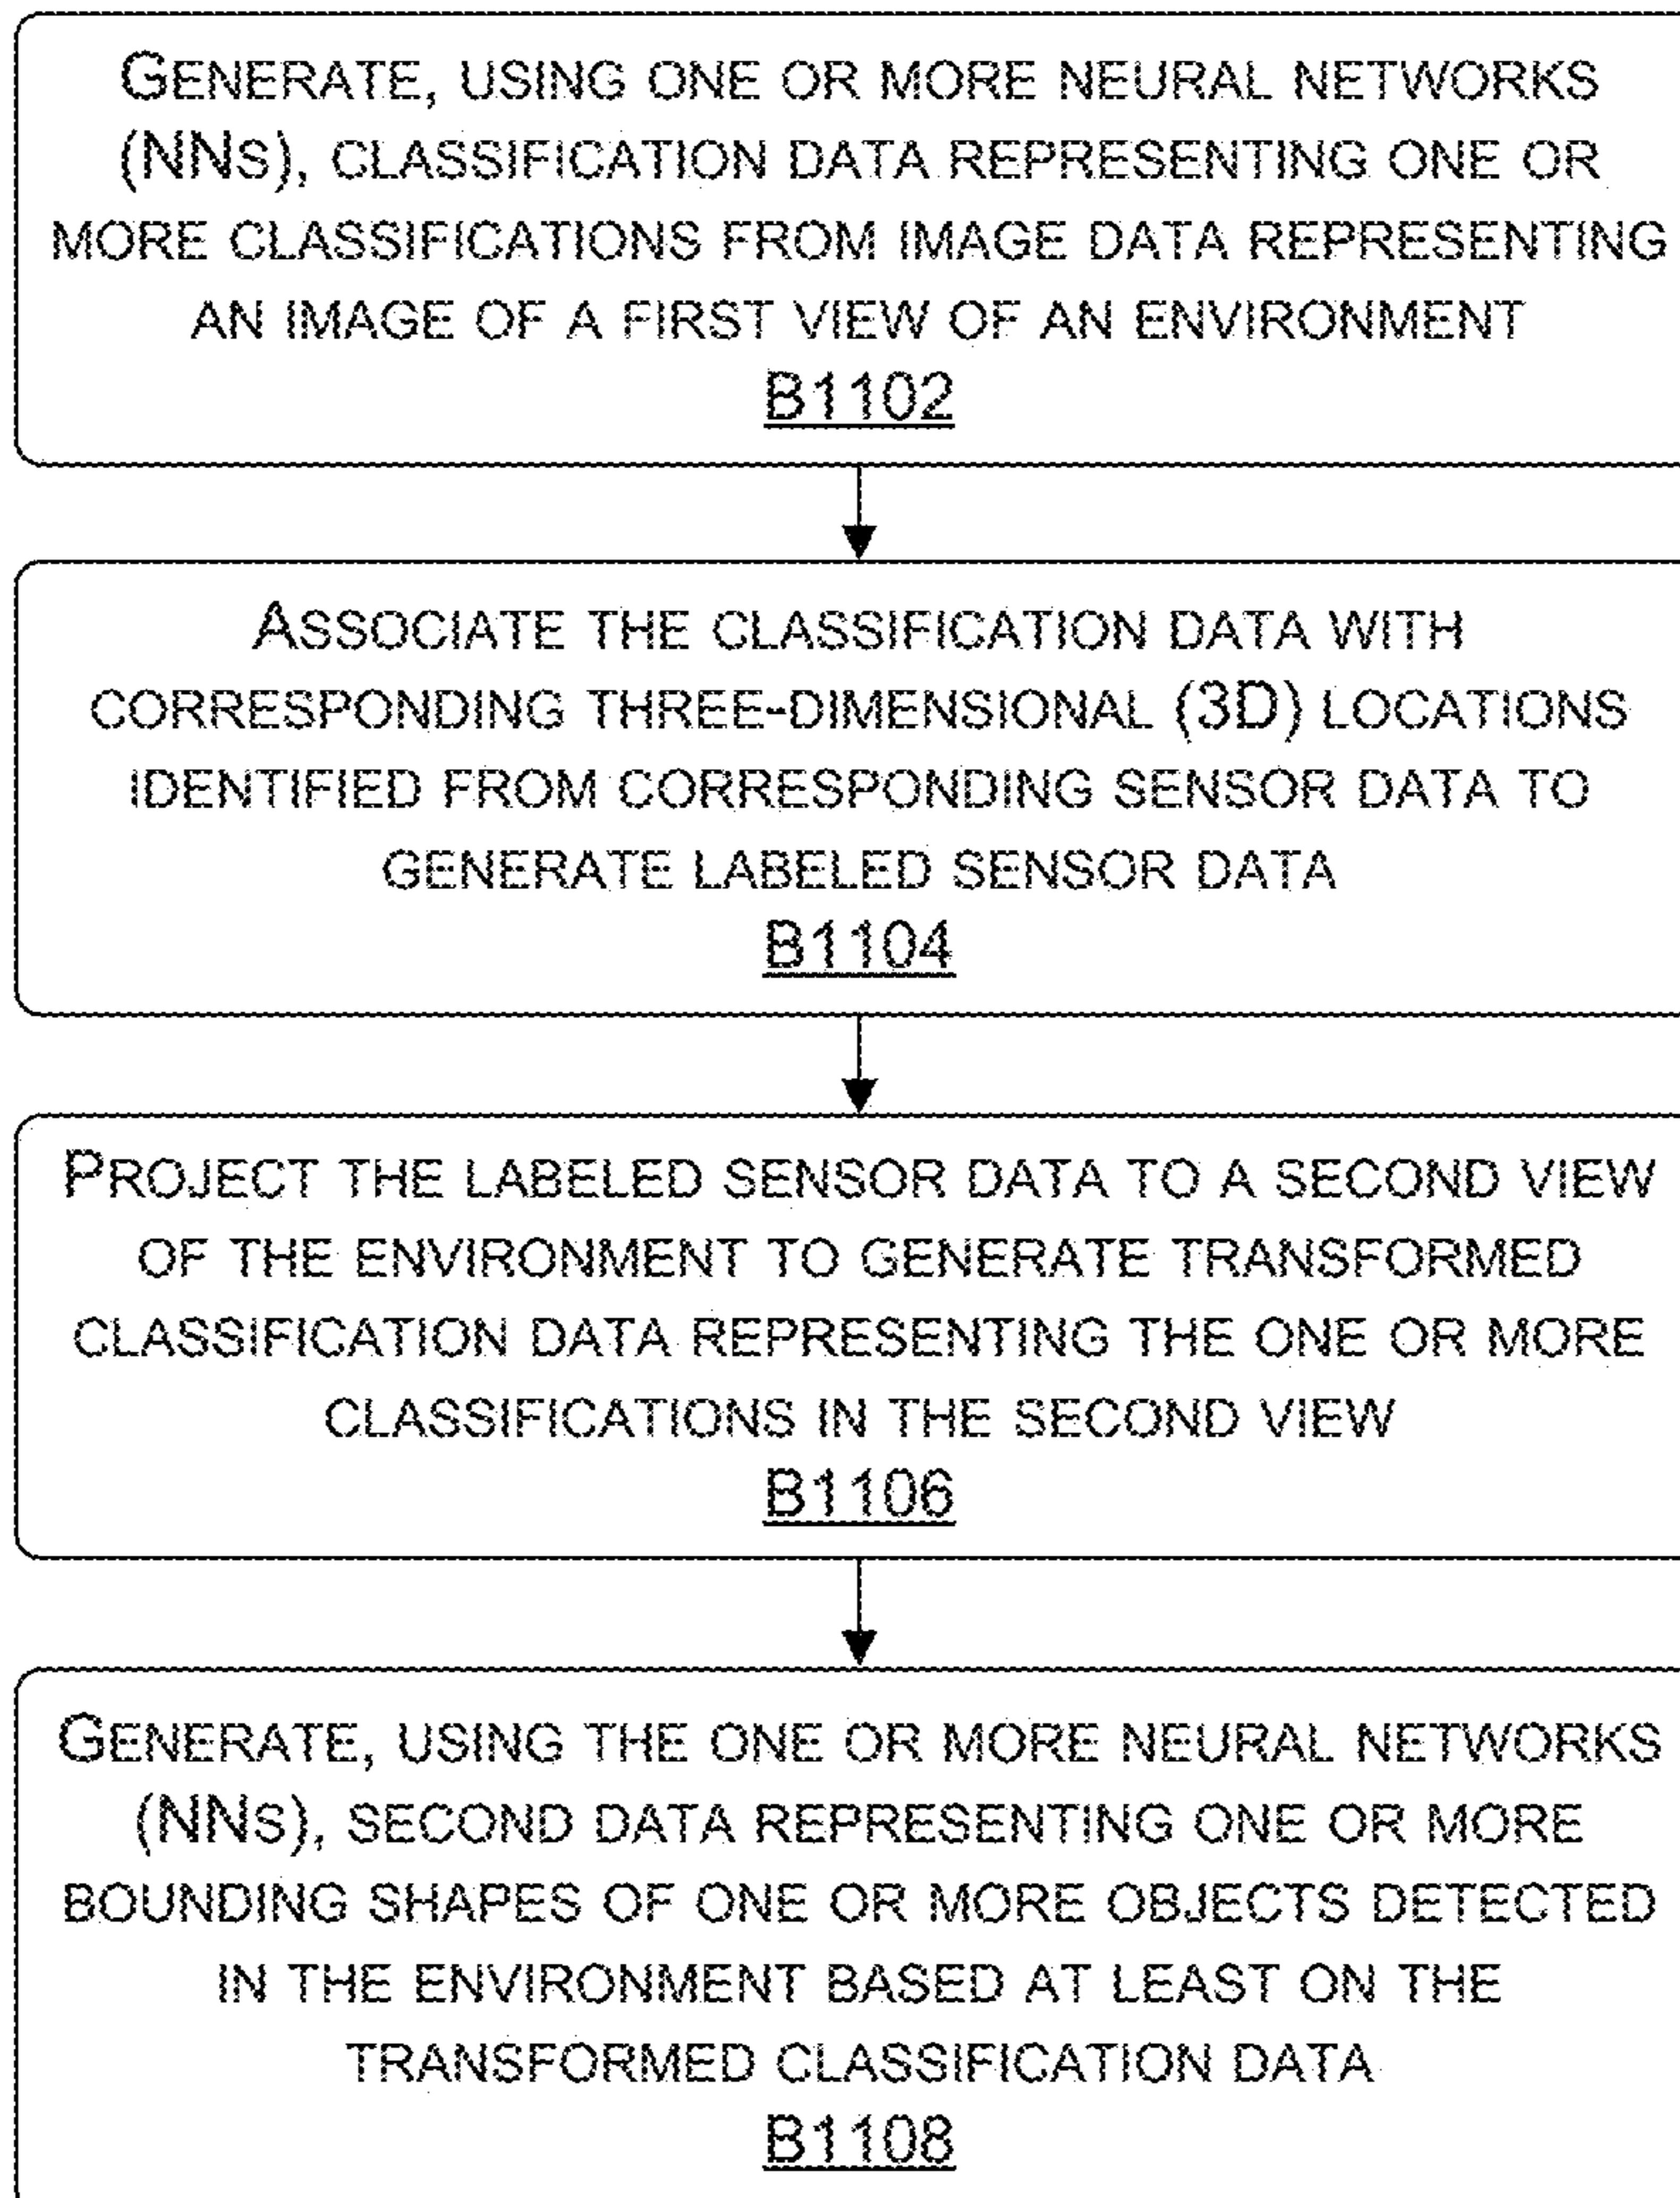 GENERATE, USING ONE OR MORE NEURAL NETWORKS
(NNS), CLASSIFICATION DATA REPRESENTING ONE OR
MORE CLASSIFICATIONS FROM IMAGE DATA REPRESENTING
AN IMAGE OF A FIRST VIEW OF AN ENVIRONMENT
B1102
ASSOCIATE THE CLASSIFICATION DATA WITH
CORRESPONDING THREE-DIMENSIONAL (3D) LOCATIONS
IDENTIFIED FROM CORRESPONDING SENSOR DATA TO
GENERATE LABELED SENSOR DATA
B1104
PROJECT THE LABELED SENSOR DATA TO A SECOND VIEW
OF THE ENVIRONMENT TO GENERATE TRANSFORMED
CLASSIFICATION DATA REPRESENTING THE ONE OR MORE
CLASSIFICATIONS IN THE SECOND VIEW
B1106
GENERATE, USING THE ONE OR MORE NEURAL NETWORKS
(NNS), SECOND DATA REPRESENTING ONE OR MORE
BOUNDING SHAPES OF ONE OR MORE OBJECTS DETECTED
IN THE ENVIRONMENT BASED AT LEAST ON THE
TRANSFORMED CLASSIFICATION DATA
B1108